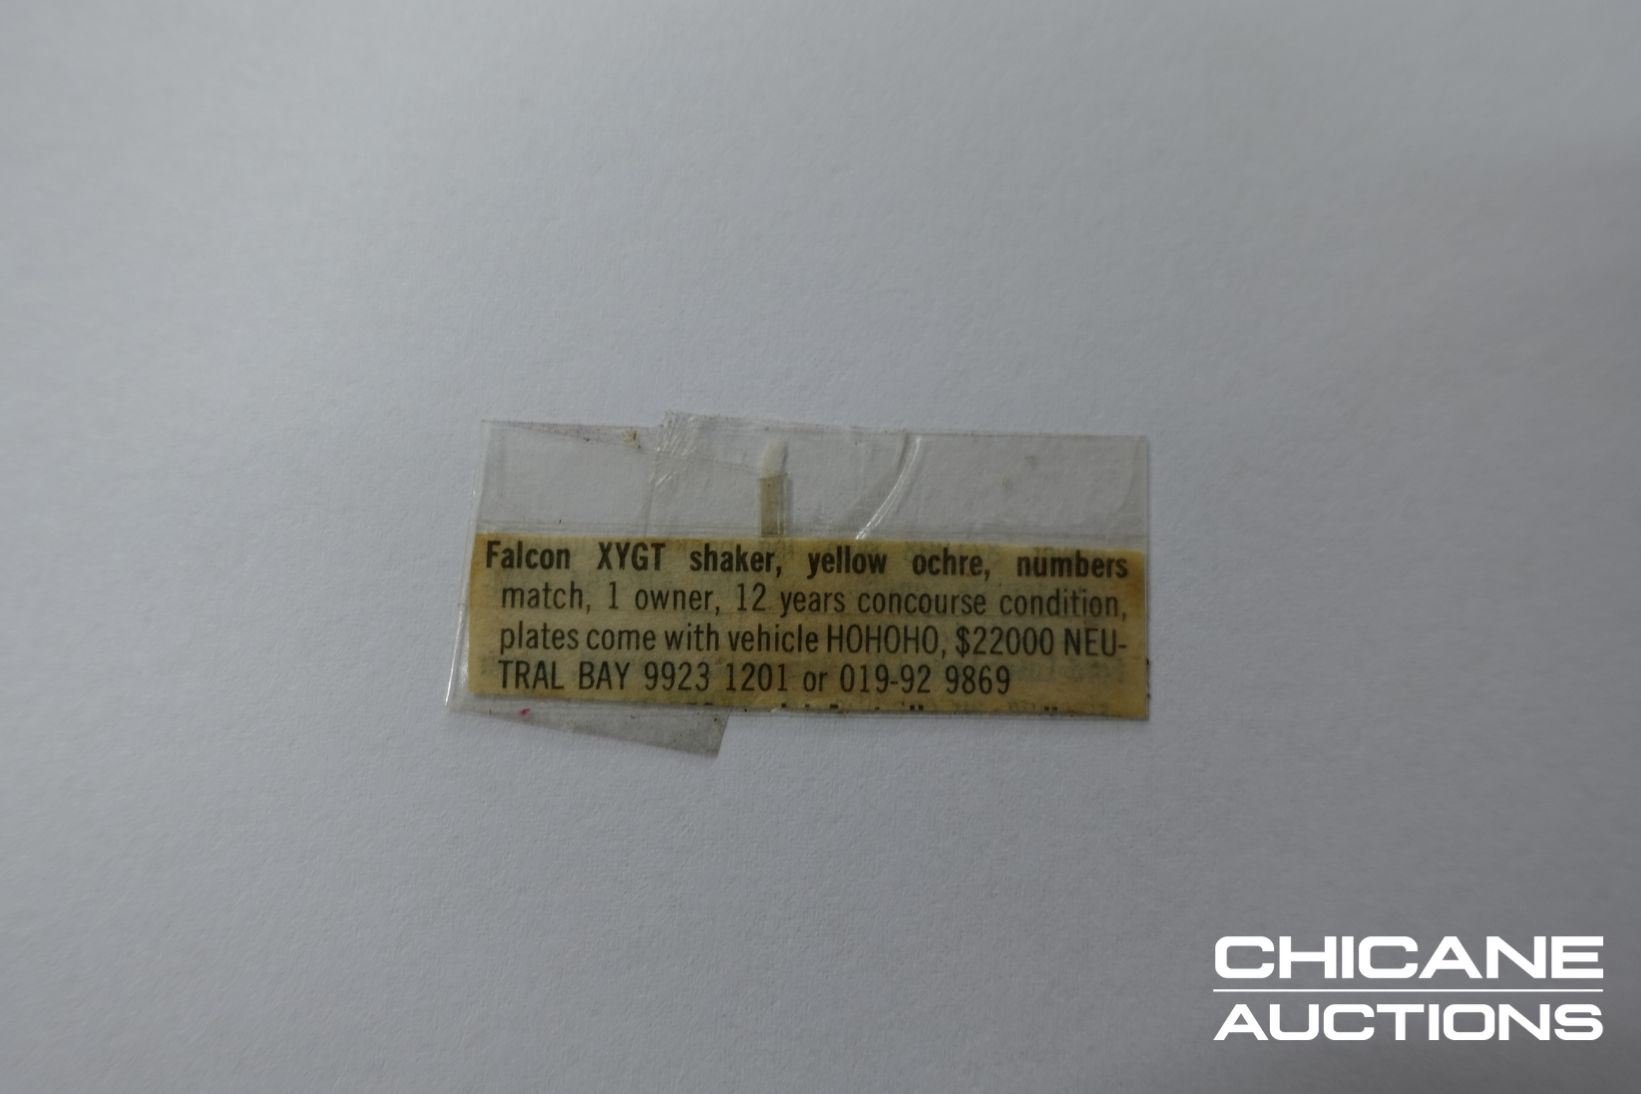 Falcon XYGT shaker, yellow ochre, numbers
match, 1 owner, 12 years concourse condition,
plates come with vehicle HOHOHO, $22000 NEU-
TRAL BAY 9923 1201 or 019-92 9869
CHICANE
AUCTIONS